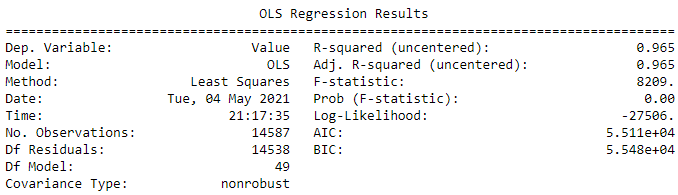 OLS Regression Results
==============================================================================
Dep. Variable: Value R-squared (uncentered): 0.965
Model: OLS Adj. R-squared (uncentered): 0.965
Method: Least Squares F-statistic: 8209.
Date: Tue, 04 May 2021 Prob (F-statistic): 0.00
Time: 21:17:35 Log-Likelihood: -27506.
No. Observations: 14587 AIC: 5.511e+04
Df Residuals: 14538 BIC: 5.548e+04
Df Model: 49
Covariance Type: nonrobust